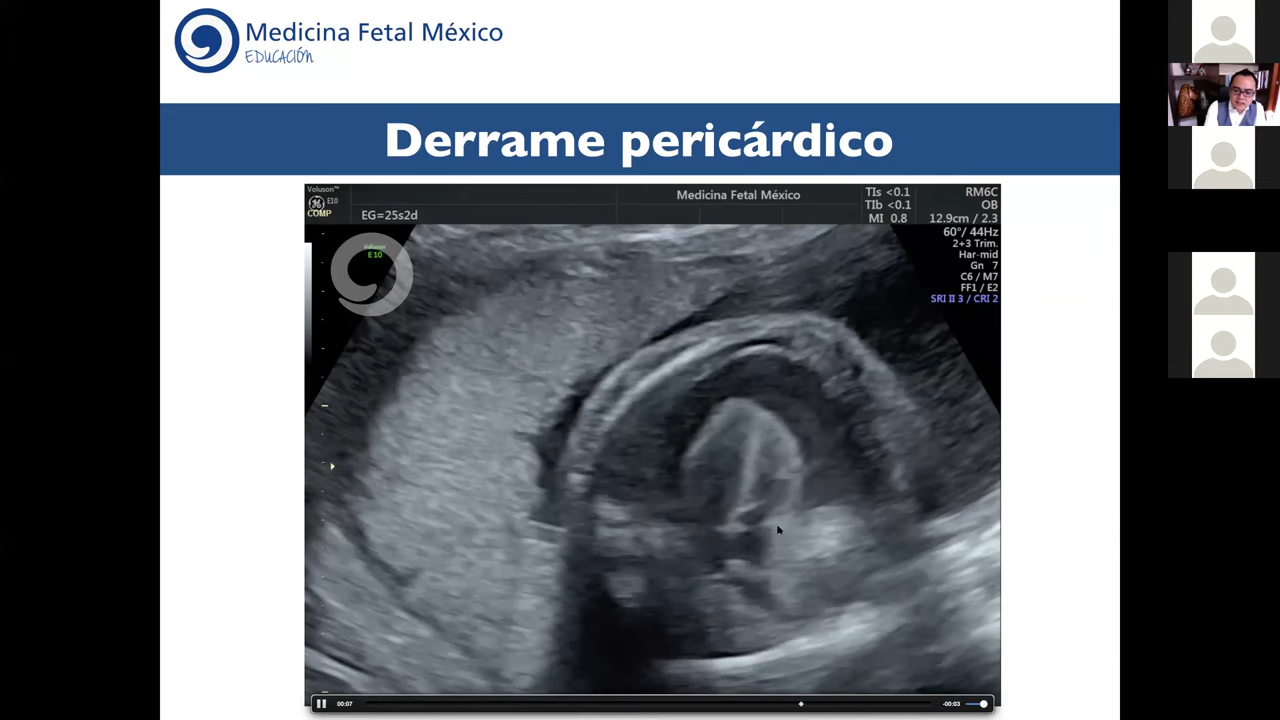 Medicina Fetal México
EDUCACIÓN
Derrame pericárdico
Voluson™
E10
COMP
EG=25s2d
Medicina Fetal México
TIs <0.1
TIb <0.1
MI 0.8
RM6C
OB
12.9cm / 2.3
60°/ 44Hz
2+3 Trim.
Har-mid
Gn 7
C6 / M7
FF1 / E2
SRI II 3 / CRI 2
Voluson
E10
00:07
-00:03